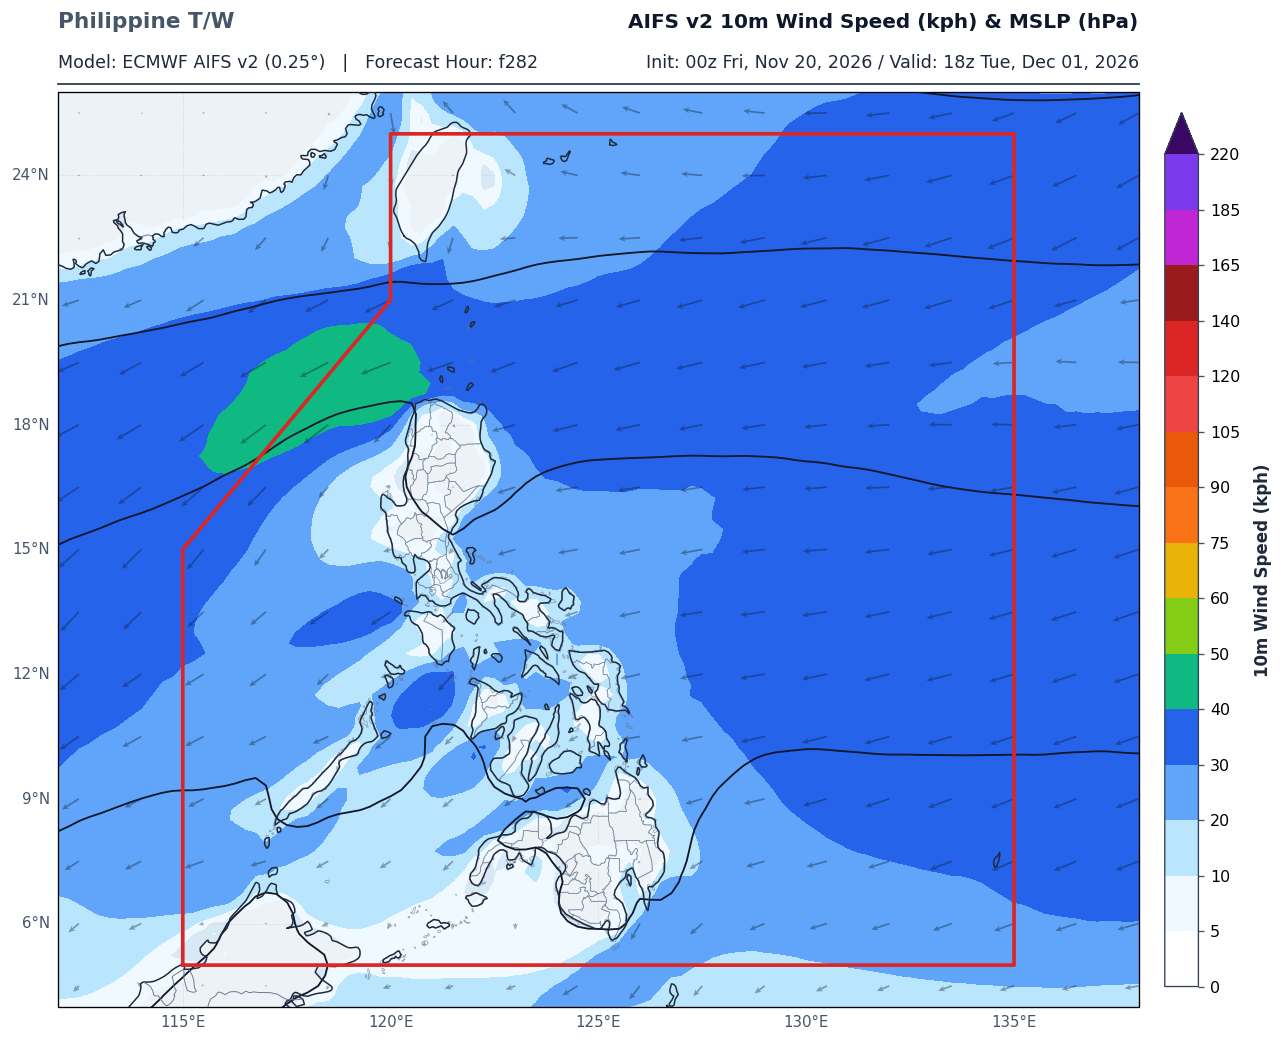 Philippine T/W
AIFS v2 10m Wind Speed (kph) & MSLP (hPa)
Model: ECMWF AIFS v2 (0.25°) | Forecast Hour: f282
Init: 00z Fri, Nov 20, 2026 / Valid: 18z Tue, Dec 01, 2026
24°N
21°N
18°N
15°N
12°N
9°N
6°N
115°E
120°E
125°E
130°E
135°E
220
185
165
140
120
105
90
75
60
50
40
30
20
10
5
0
10m Wind Speed (kph)